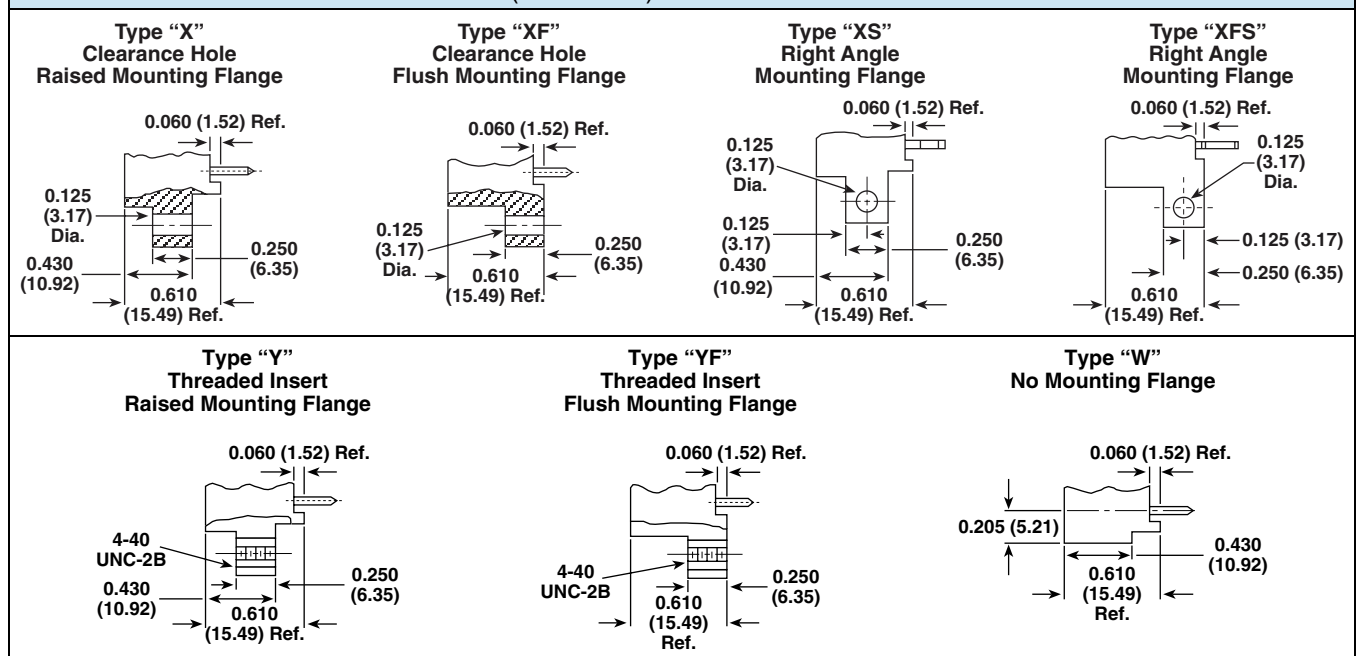 Type “X”
Clearance Hole
Raised Mounting Flange
0.060 (1.52) Ref.
0.125
(3.17)
Dia.
0.430
(10.92)
0.250
(6.35)
0.610
(15.49) Ref.
Type “XF”
Clearance Hole
Flush Mounting Flange
0.060 (1.52) Ref.
0.125
(3.17)
Dia.
0.250
(6.35)
0.610
(15.49) Ref.
Type “XS”
Right Angle
Mounting Flange
0.060 (1.52) Ref.
0.125
(3.17)
Dia.
0.125
(3.17)
0.430
(10.92)
0.250
(6.35)
0.610
(15.49) Ref.
Type “XFS”
Right Angle
Mounting Flange
0.060 (1.52) Ref.
0.125
(3.17)
Dia.
0.125 (3.17)
0.250 (6.35)
0.610
(15.49) Ref.
Type “Y”
Threaded Insert
Raised Mounting Flange
0.060 (1.52) Ref.
4-40
UNC-2B
0.430
(10.92)
0.250
(6.35)
0.610
(15.49) Ref.
Type “YF”
Threaded Insert
Flush Mounting Flange
0.060 (1.52) Ref.
4-40
UNC-2B
0.250
(6.35)
0.610
(15.49)
Ref.
Type “W”
No Mounting Flange
0.060 (1.52) Ref.
0.205 (5.21)
0.430
(10.92)
0.610
(15.49)
Ref.